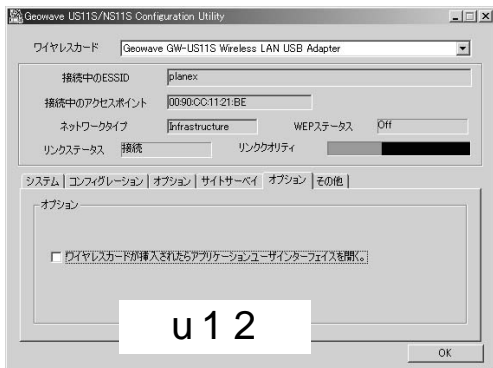 Geowave US11S/NS11S Configuration Utility
ワイヤレスカード Geowave GW-US11S Wireless LAN USB Adapter
接続中のESSID planex
接続中のアクセスポイント 00:90:CC:11:21:BE
ネットワークタイプ Infrastructure WEPステータス Off
リンクステータス 接続 リンククオリティ
システム コンフィグレーション オプション サイトサーベイ オプション その他
オプション
ワイヤレスカードが挿入されたらアプリケーションユーザインターフェイスを開く。
u12
OK